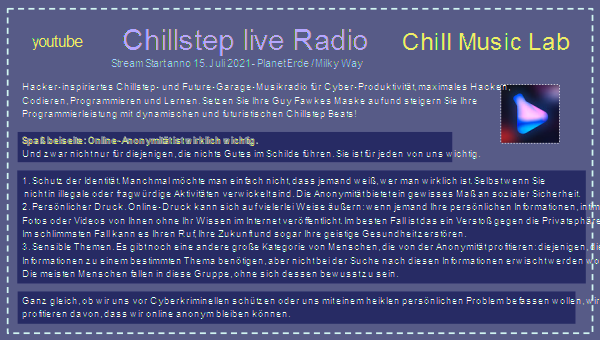 youtube
Chillstep live Radio
Chill Music Lab
Stream Start anno 15. Juli 2021 - Planet Erde / Milky Way
Hacker-inspiriertes Chillstep- und Future-Garage-Musikradio für Cyber-Produktivität, maximales Hacken,
Codieren, Programmieren und Lernen. Setzen Sie Ihre Guy Fawkes Maske auf und steigern Sie Ihre
Programmierleistung mit dynamischen und futuristischen Chillstep Beats!
Spaß beiseite: Online-Anonymität ist wirklich wichtig.
Und zwar nicht nur für diejenigen, die nichts Gutes im Schilde führen. Sie ist für jeden von uns wichtig.
1. Schutz der Identität. Manchmal möchte man einfach nicht, dass jemand weiß, wer man wirklich ist. Selbst wenn Sie
nicht in illegale oder fragwürdige Aktivitäten verwickelt sind. Die Anonymität bietet ein gewisses Maß an sozialer Sicherheit.
2. Persönlicher Druck. Online-Druck kann sich auf vielerlei Weise äußern: wenn jemand Ihre persönlichen Informationen,
Fotos oder Videos von Ihnen ohne Ihr Wissen im Internet veröffentlicht. Im besten Fall ist das ein Verstoß gegen die
Im schlimmsten Fall kann es Ihren Ruf, Ihre Zukunft und sogar Ihre geistige Gesundheit zerstören.
3. Sensible Themen. Es gibt noch eine andere große Kategorie von Menschen, die von der Anonymität profitieren: diejenigen,
Informationen zu einem bestimmten Thema benötigen, aber nicht bei der Suche nach diesen Informationen erwischt werden
Die meisten Menschen fallen in diese Gruppe, ohne sich dessen bewusst zu sein.
Ganz gleich, ob wir uns vor Cyberkriminellen schützen oder uns mit einem heiklen persönlichen Problem befassen wollen,
profitieren davon, dass wir online anonym bleiben können.